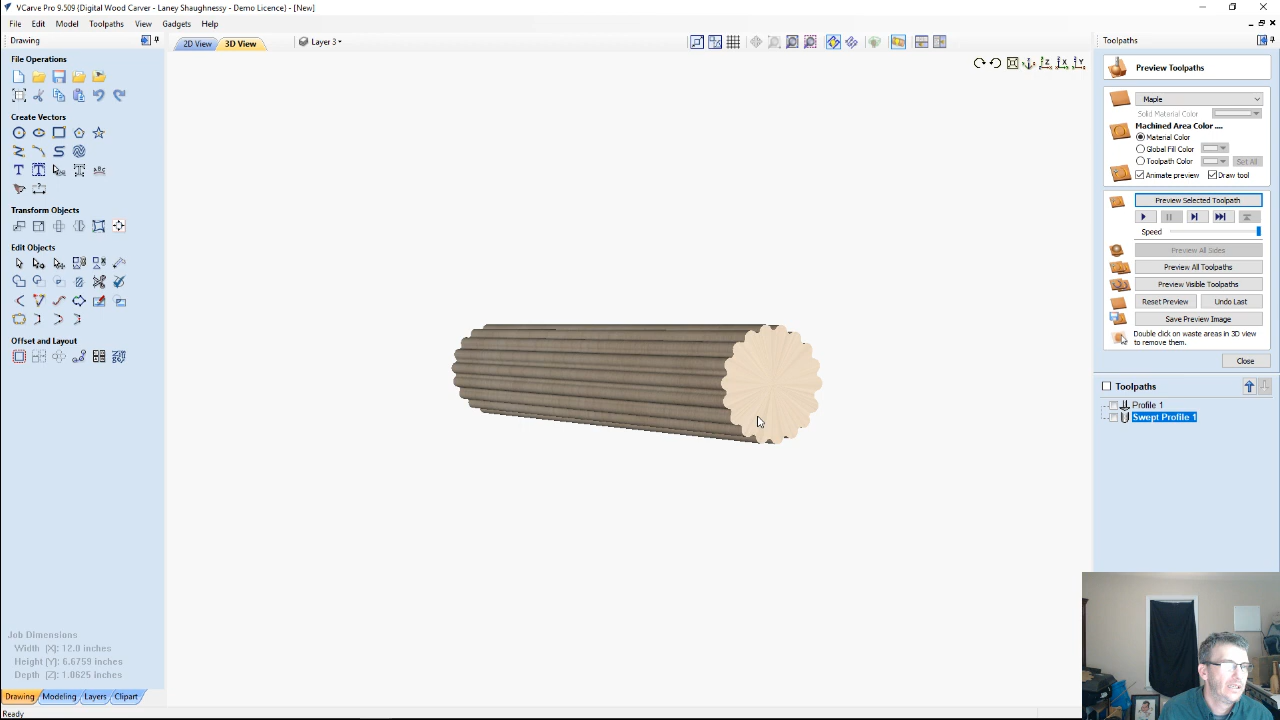 VCarve Pro 9.509 {Digital Wood Carver - Laney Shaughnessy - Demo Licence} - [New]
File Edit Model Toolpaths View Gadgets Help
Drawing
2D View 3D View Layer 3
Toolpaths
File Operations
Create Vectors
Transform Objects
Edit Objects
Offset and Layout
Job Dimensions
Width (X): 12.0 inches
Height (Y): 6.6759 inches
Depth (Z): 1.0625 inches
Drawing Modeling Layers Clipart
Ready
Preview Toolpaths
Maple
Solid Material Color
Machined Area Color ....
Material Color
Global Fill Color
Toolpath Color Set All
Animate preview Draw tool
Preview Selected Toolpath
Speed
Preview All Sides
Preview All Toolpaths
Preview Visible Toolpaths
Reset Preview Undo Last
Save Preview Image
Double click on waste areas in 3D view
to remove them.
Close
Toolpaths
Profile 1
Swept Profile 1